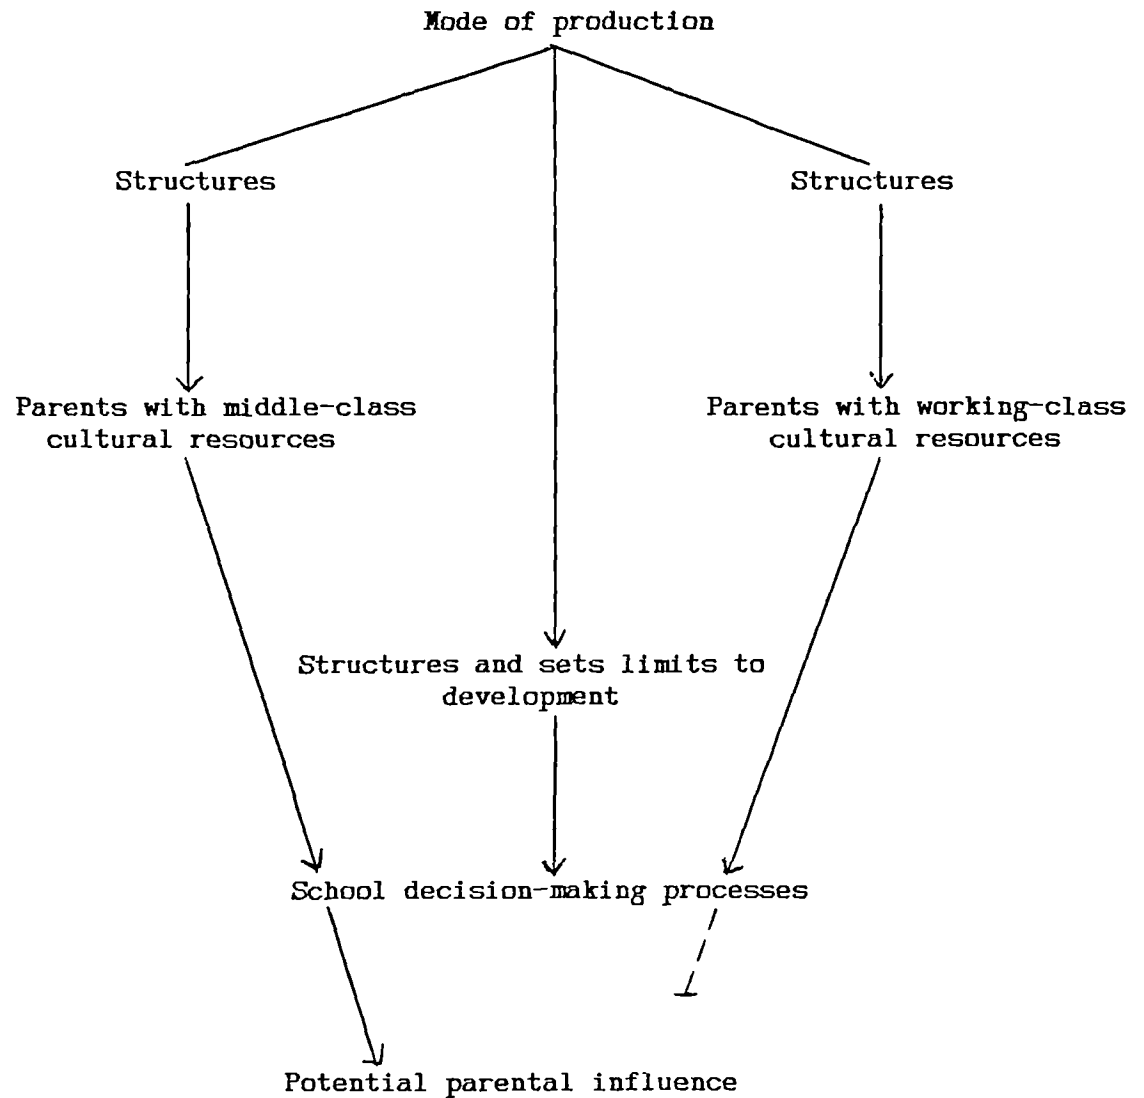 Mode of production
Structures
Structures
Parents with middle-class
cultural resources
Parents with working-class
cultural resources
Structures and sets limits to
development
School decision-making processes
Potential parental influence